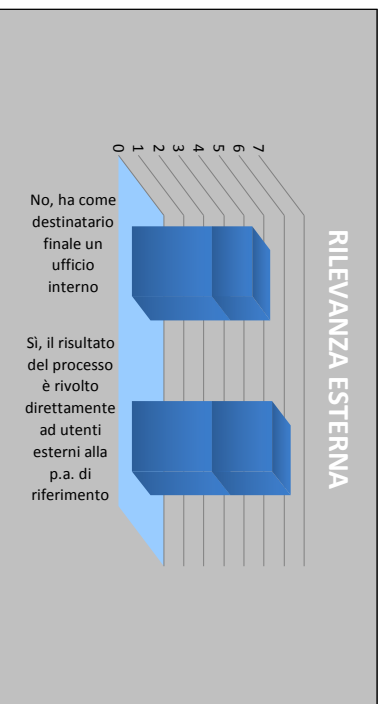 RILEVANZA ESTERNA
7
6
5
4
3
2
1
0
No, ha come
destinatario
finale un
ufficio
interno
Sì, il risultato
del processo
è rivolto
direttamente
ad utenti
esterni alla
p.a. di
riferimento